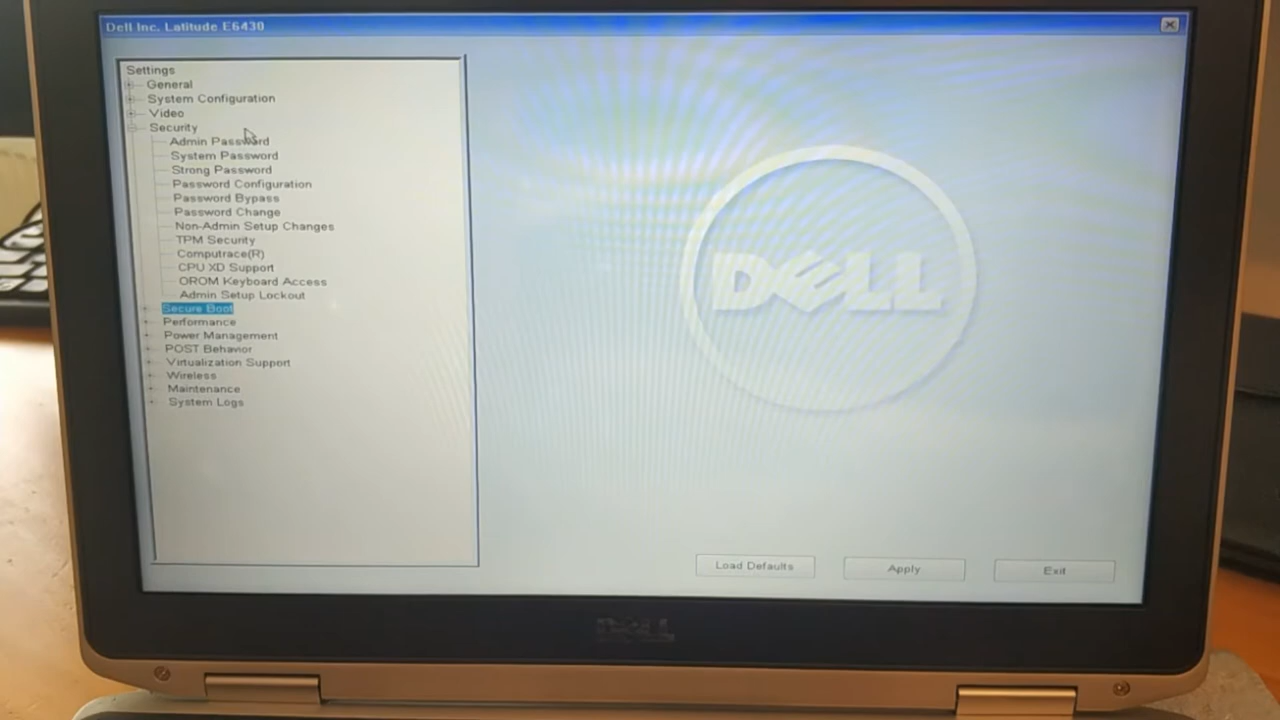 Dell Inc. Latitude E6430
Settings
General
System Configuration
Video
Security
Admin Password
System Password
Strong Password
Password Configuration
Password Bypass
Password Change
Non-Admin Setup Changes
TPM Security
Computrace(R)
CPU XD Support
OROM Keyboard Access
Admin Setup Lockout
Secure Boot
Performance
Power Management
POST Behavior
Virtualization Support
Wireless
Maintenance
System Logs
DELL
Load Defaults
Apply
Exit
DELL